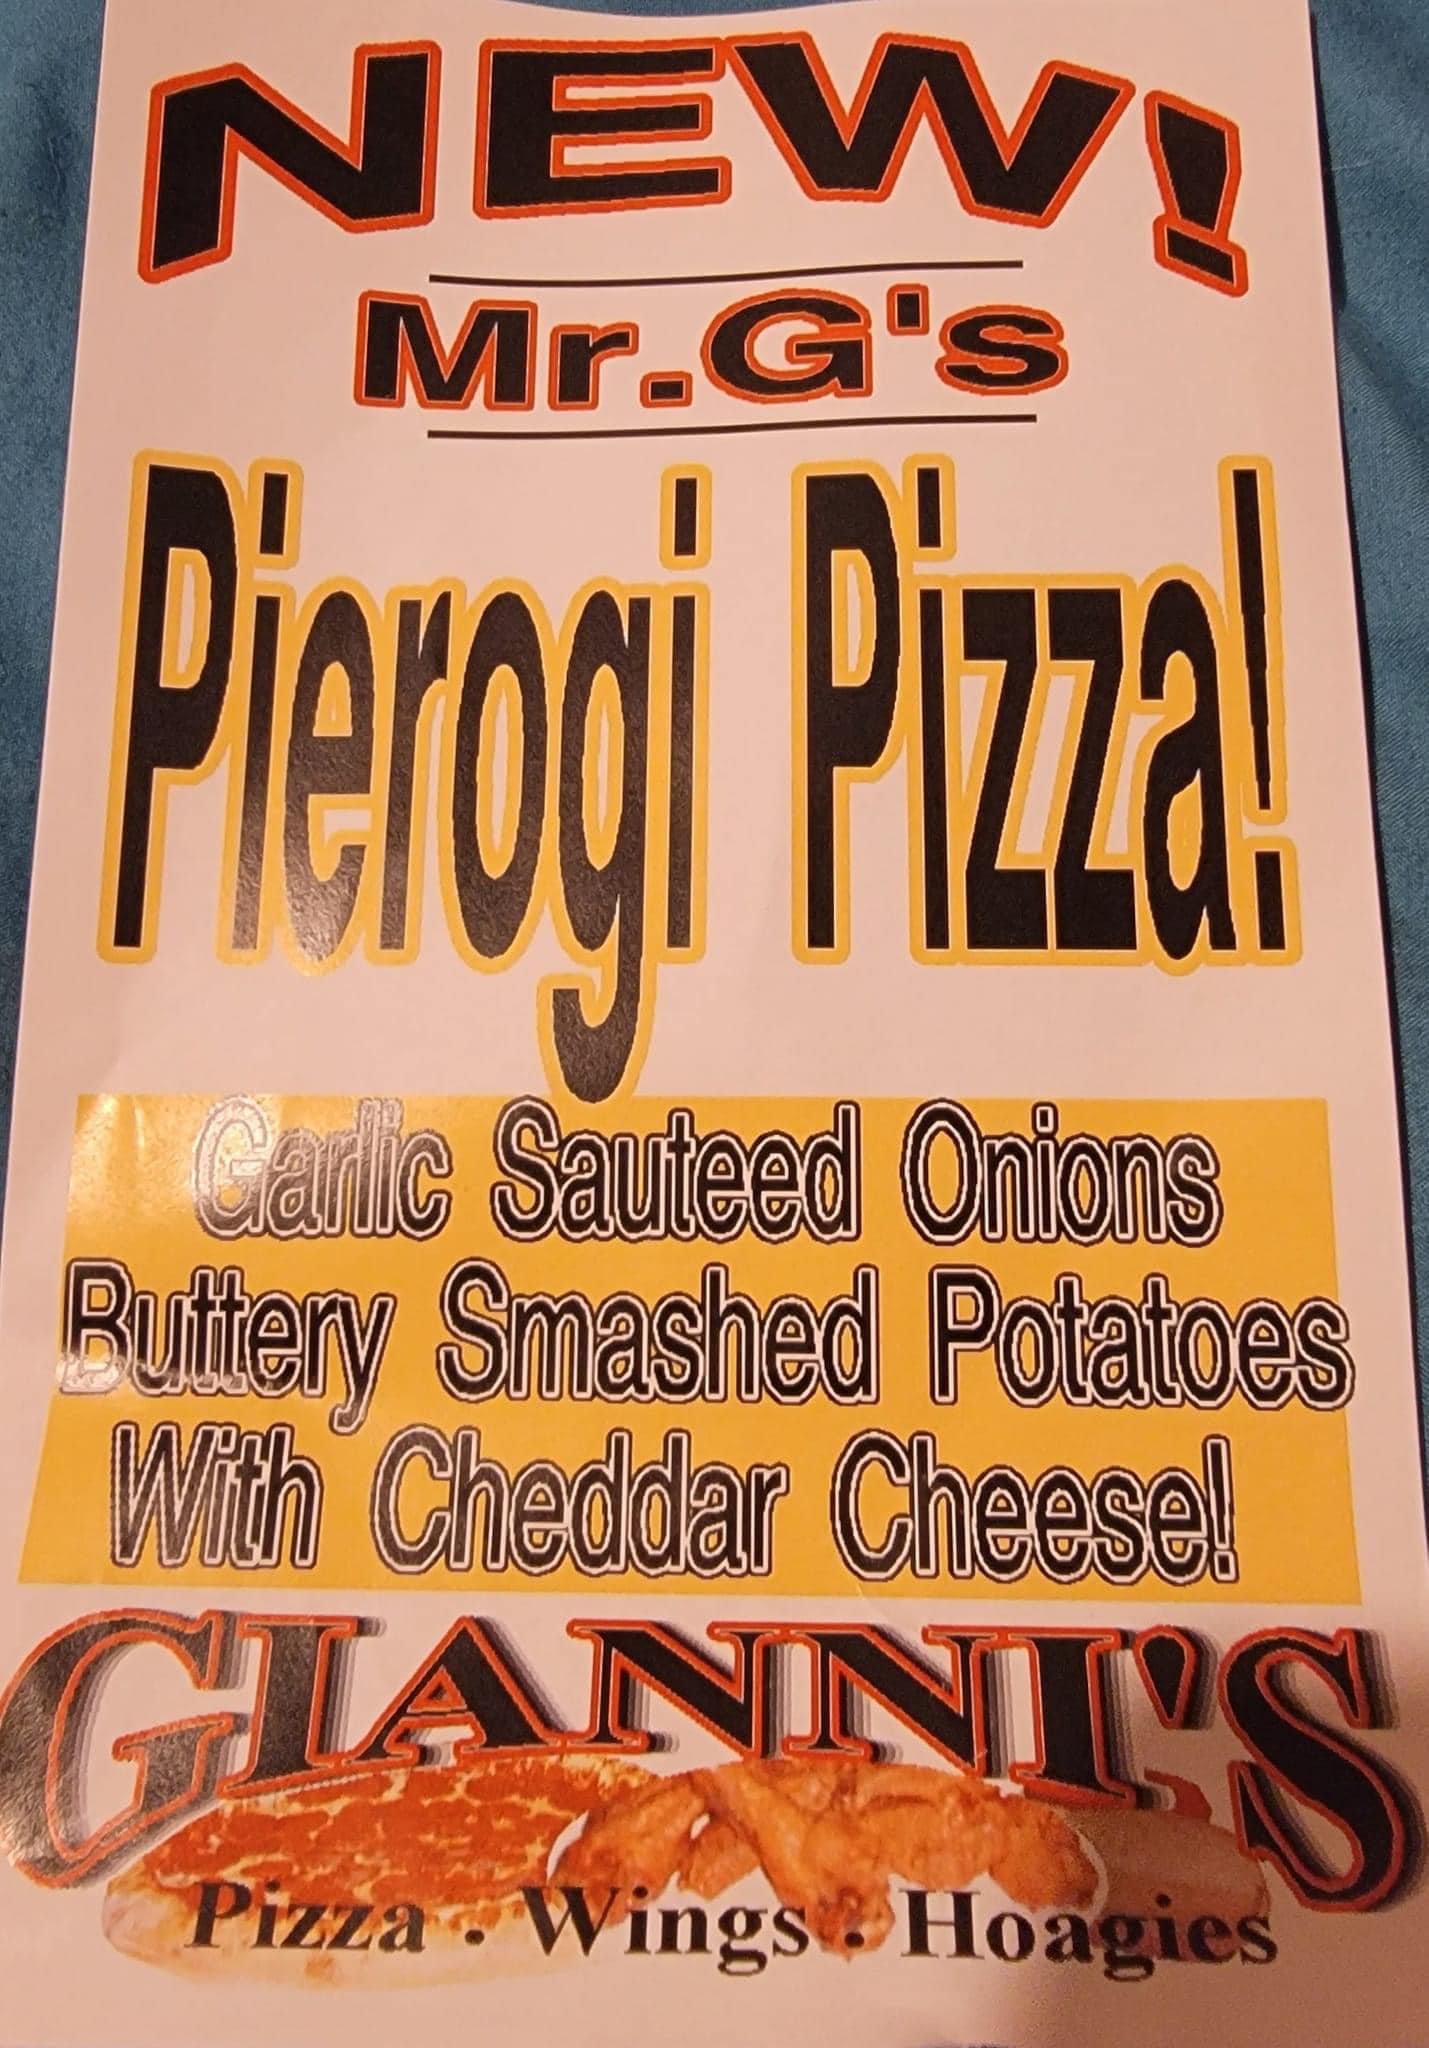 NEW!
Mr.G's
Pierogi Pizza!
Garlic Sauteed Onions
Buttery Smashed Potatoes
With Cheddar Cheese!
GIANNI'S
Pizza . Wings . Hoagies